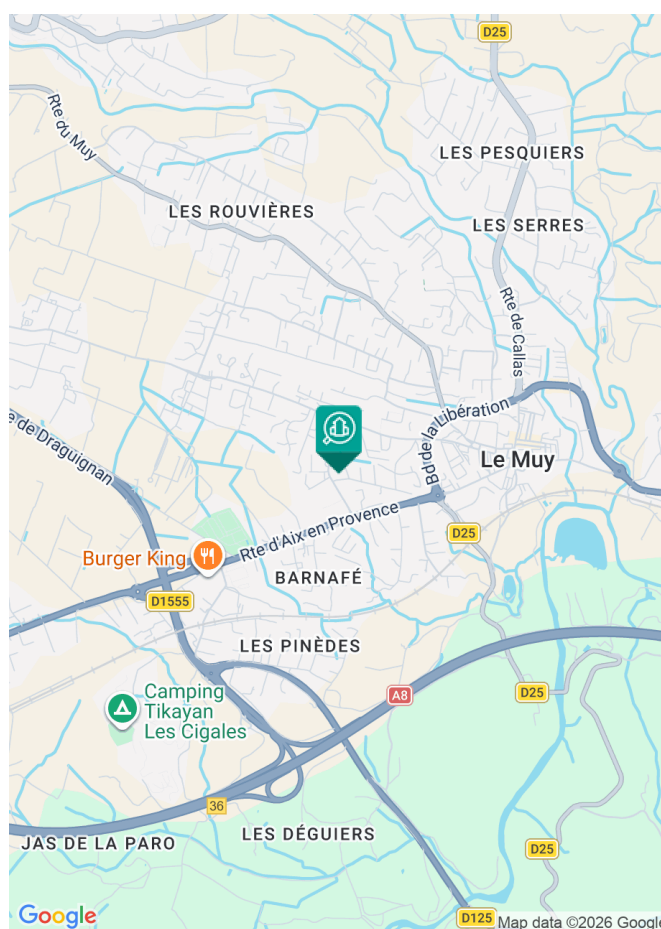 D25
Rte du Muy
LES PESQUIERS
LES ROUVIÈRES
LES SERRES
Rte de Callas
Bd de la Libération
e de Draguignan
Le Muy
Rte d'Aix en Provence
D25
Burger King
BARNAFÉ
D1555
LES PINÈDES
A8
D25
Camping
Tikayan
Les Cigales
36
LES DÉGUIERS
JAS DE LA PARO
D25
Google
D125
Map data ©2026 Google